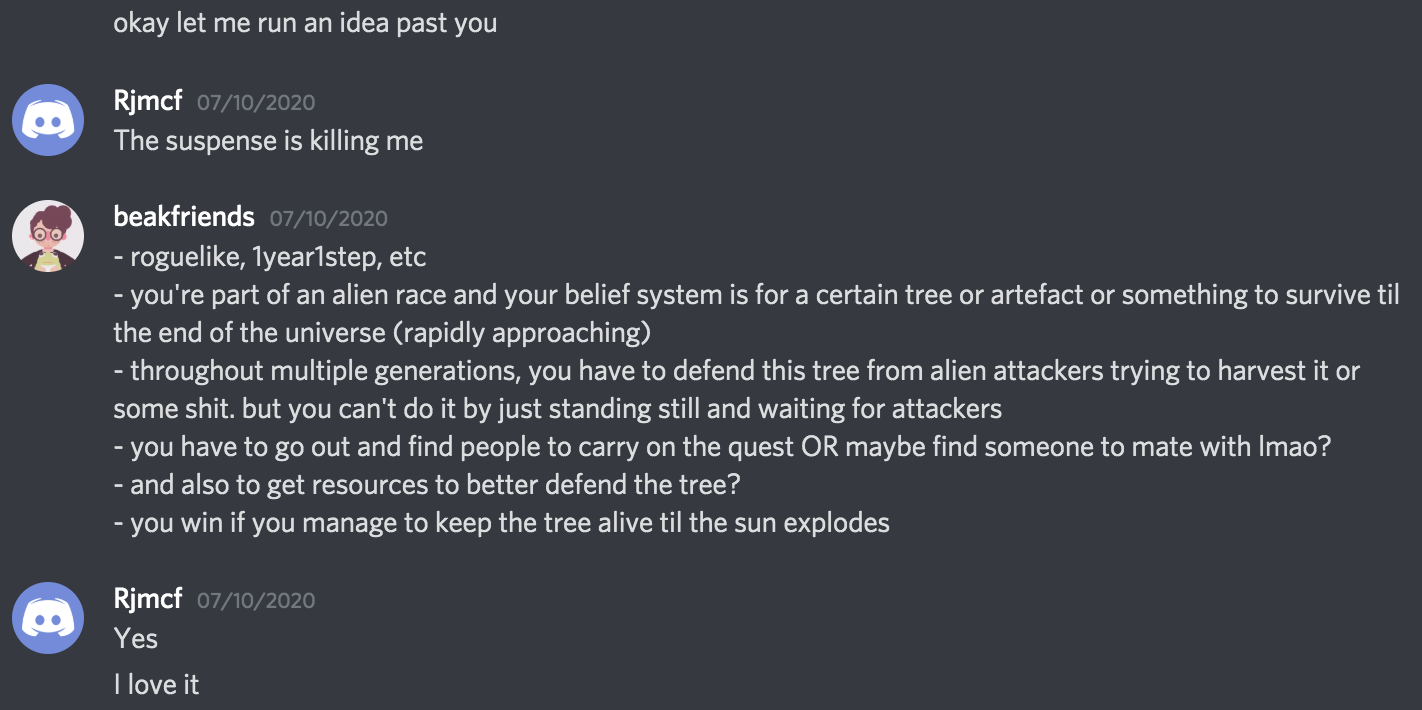 okay let me run an idea past you
Rjmcf 07/10/2020
The suspense is killing me
beakfriends 07/10/2020
- roguelike, 1year1step, etc
- you're part of an alien race and your belief system is for a certain tree or artefact or something to survive til
the end of the universe (rapidly approaching)
- throughout multiple generations, you have to defend this tree from alien attackers trying to harvest it or
some shit. but you can't do it by just standing still and waiting for attackers
- you have to go out and find people to carry on the quest OR maybe find someone to mate with lmao?
- and also to get resources to better defend the tree?
- you win if you manage to keep the tree alive til the sun explodes
Rjmcf 07/10/2020
Yes
I love it